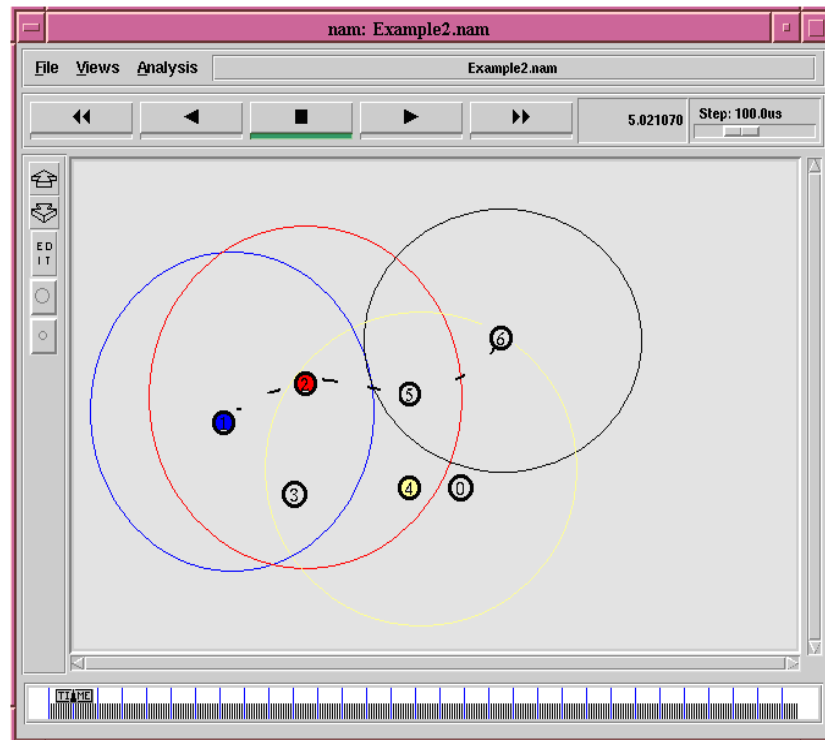 nam: Example2.nam
File Views Analysis Example2.nam
5.021070 Step: 100.0us
ED
IT
6
2
5
1
3 4 0
TIME